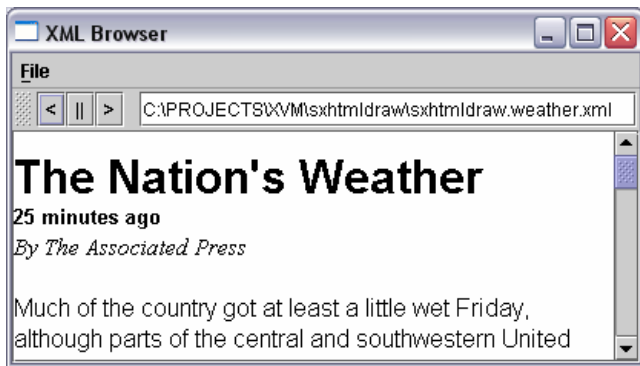 XML Browser
File
< || > C:\PROJECTS\XVM\sxhtmldraw\sxhtmldraw.weather.xml
The Nation's Weather
25 minutes ago
By The Associated Press
Much of the country got at least a little wet Friday,
although parts of the central and southwestern United